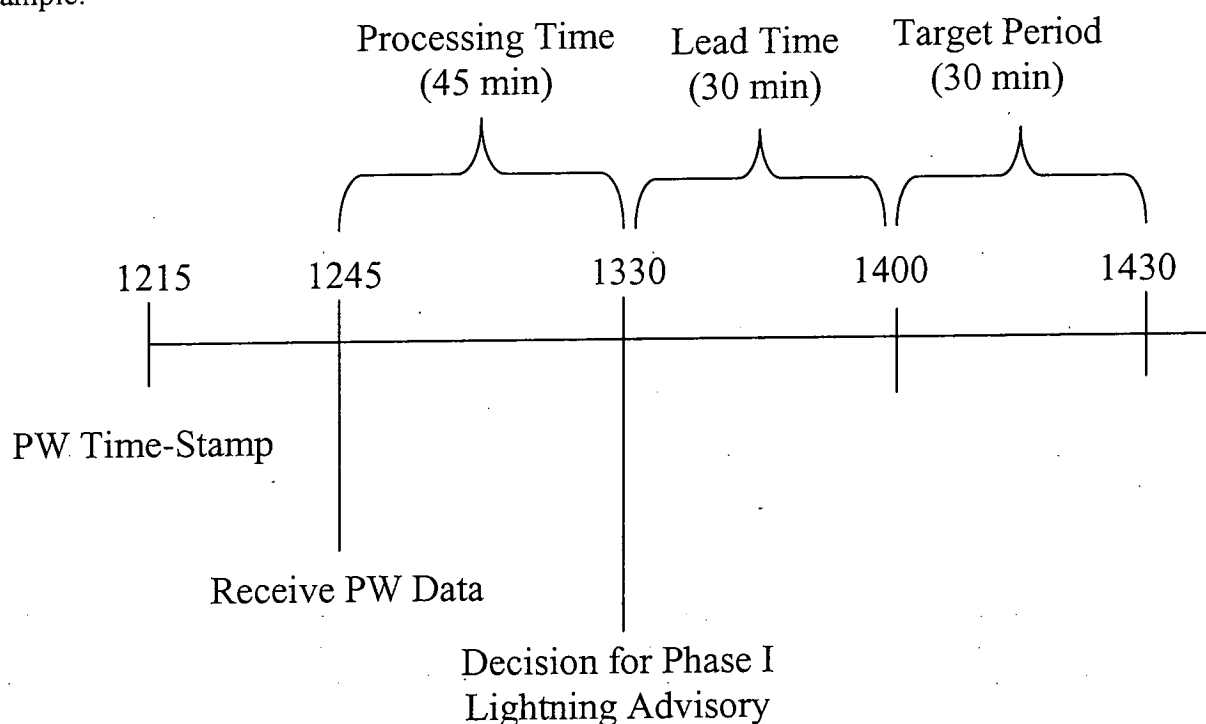 Processing Time
(45 min)
Lead Time
(30 min)
Target Period
(30 min)
1215
1245
1330
1400
1430
PW Time-Stamp
Receive PW Data
Decision for Phase I
Lightning Advisory